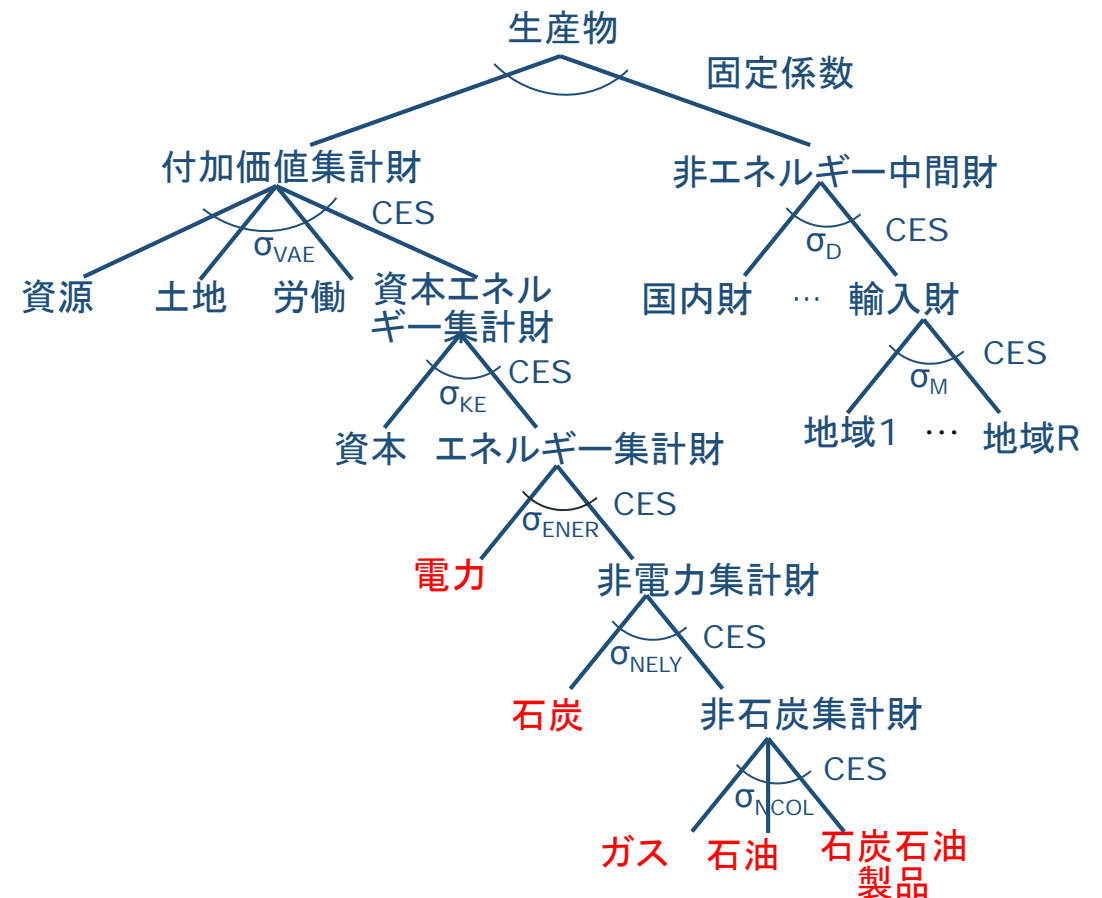 生産物
固定係数
付加価値集計財
非エネルギー中間財
CES
σVAE
CES
σD
資源
土地
労働
資本エネル
ギー集計財
国内財
…
輸入財
CES
σKE
CES
σM
資本
エネルギー集計財
地域1
…
地域R
CES
σENER
電力
非電力集計財
CES
σNELY
石炭
非石炭集計財
CES
σNCOL
ガス
石油
石炭石油
製品